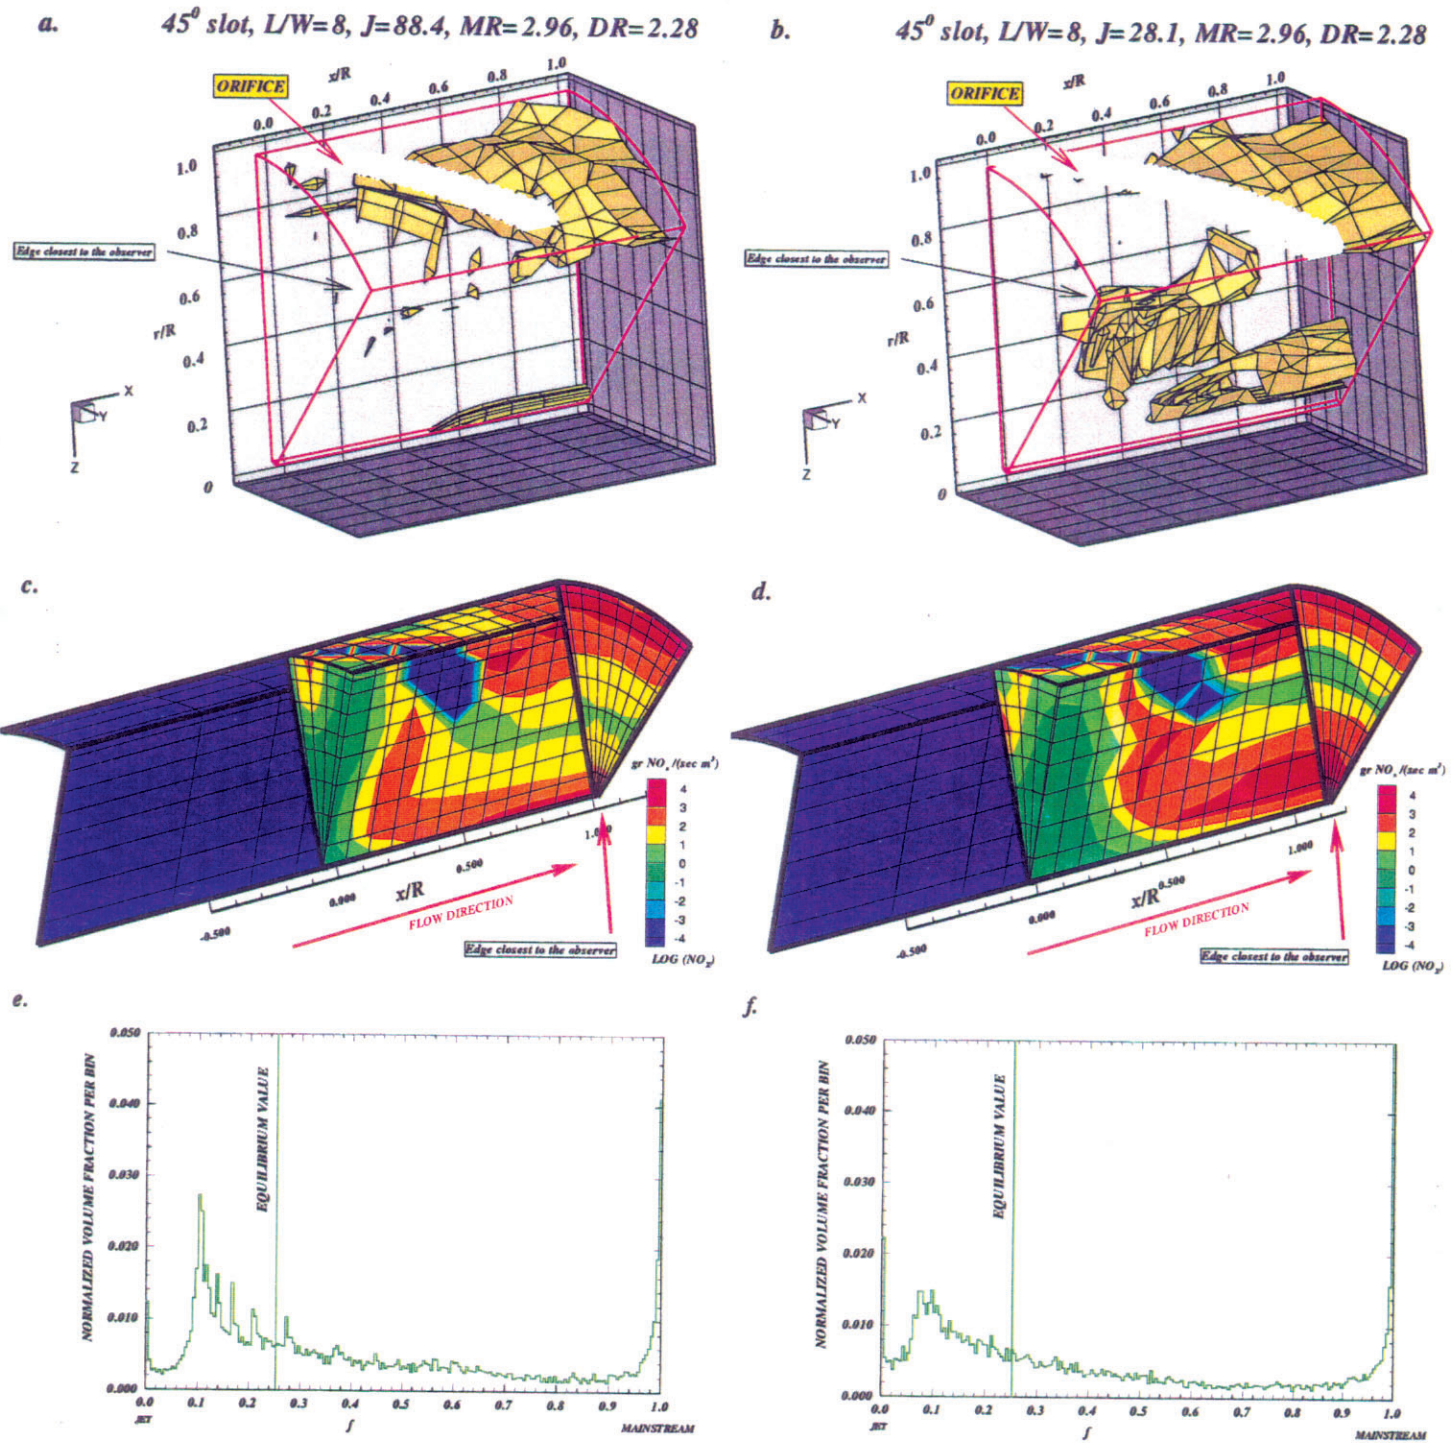 a.
45⁰ slot, L/W=8, J=88.4, MR=2.96, DR=2.28
ORIFICE
x/R
0.0 0.2 0.4 0.6 0.8 1.0
1.0
0.8
0.6
0.4
0.2
0
r/R
Edge closest to the observer
X
Y
Z
b.
45⁰ slot, L/W=8, J=28.1, MR=2.96, DR=2.28
ORIFICE
x/R
0.0 0.2 0.4 0.6 0.8 1.0
1.0
0.8
0.6
0.4
0.2
0
r/R
Edge closest to the observer
X
Y
Z
c.
gr NOx/(sec m³)
4
3
2
1
0
-1
-2
-3
-4
LOG (NO
-0.500
0.000
0.500
x/R
FLOW DIRECTION
Edge closest to the observer
d.
gr NOx/(sec m³)
4
3
2
1
0
-1
-2
-3
-4
LOG (NO
-0.500
0.000
0.500
1.000
x/R
FLOW DIRECTION
Edge closest to the observer
e.
NORMALIZED VOLUME FRACTION PER BIN
0.050
0.040
0.030
0.020
0.010
0.000
EQUILIBRIUM VALUE
0.0 0.1 0.2 0.3 0.4 0.5 0.6 0.7 0.8 0.9 1.0
JET
f
MAINSTREAM
f.
NORMALIZED VOLUME FRACTION PER BIN
0.050
0.040
0.030
0.020
0.010
0.000
EQUILIBRIUM VALUE
0.0 0.1 0.2 0.3 0.4 0.5 0.6 0.7 0.8 0.9 1.0
JET
f
MAINSTREAM